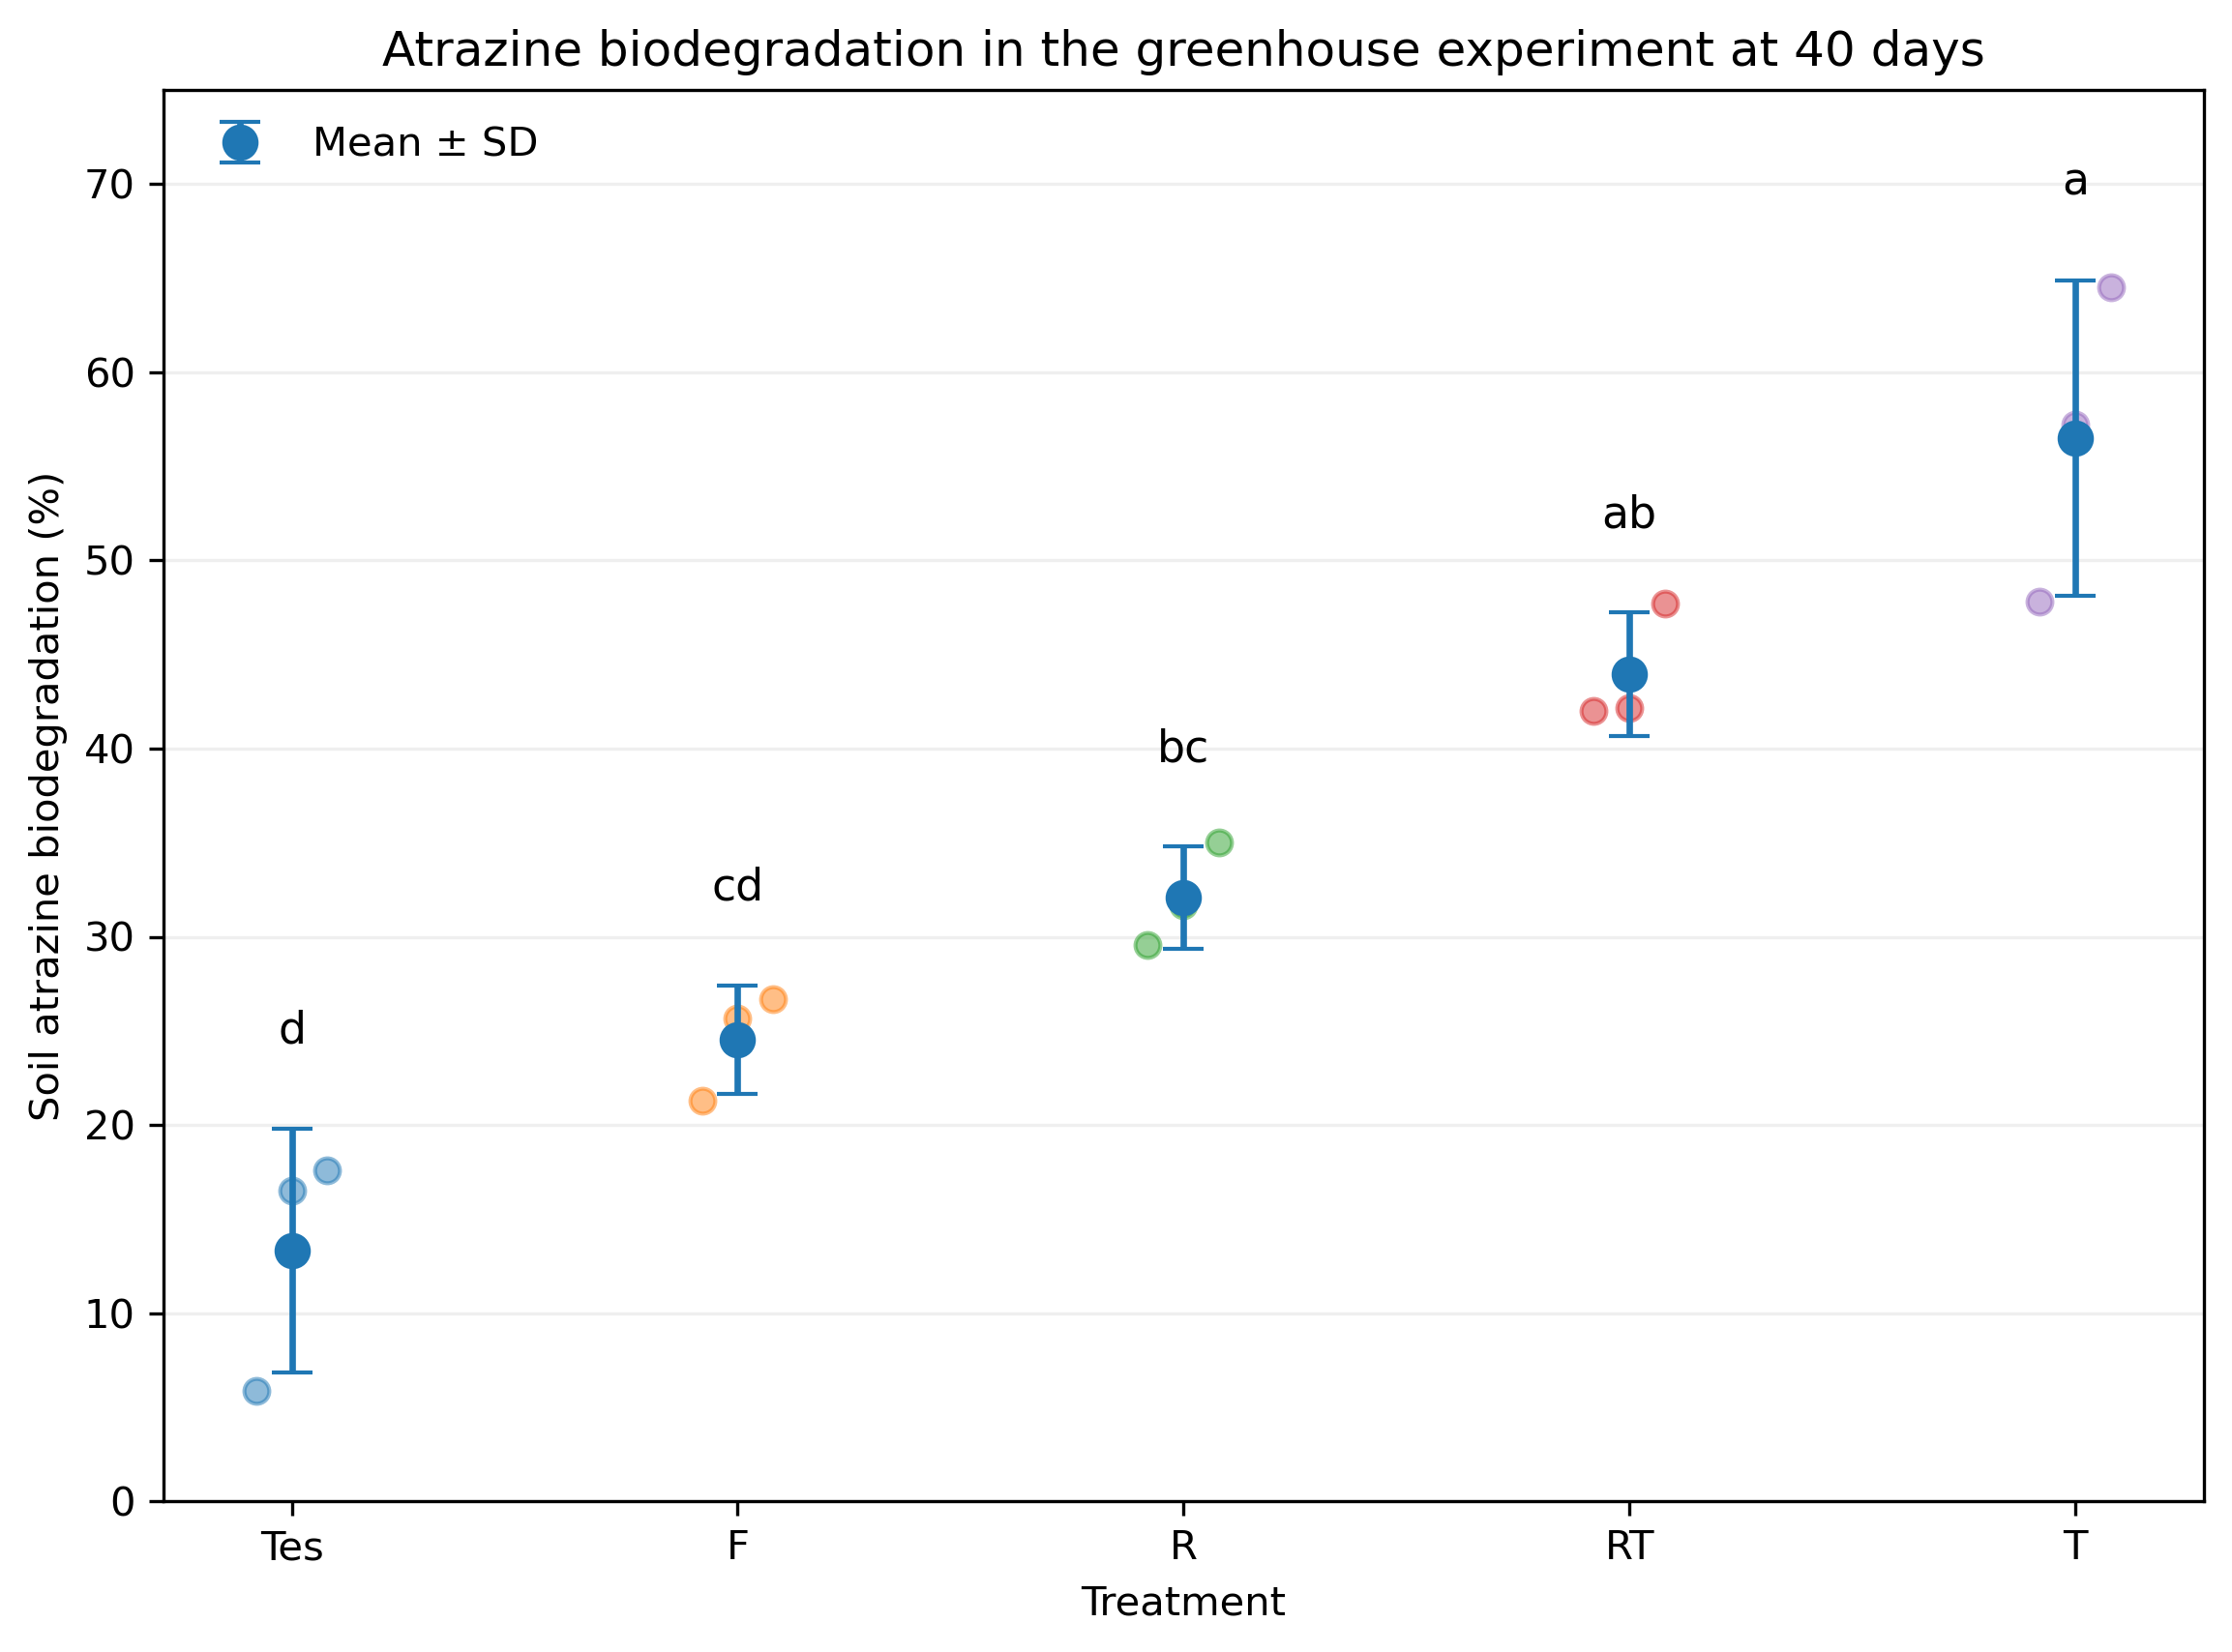 Atrazine biodegradation in the greenhouse experiment at 40 days
Mean ± SD
a
ab
bc
cd
d
Soil atrazine biodegradation (%)
70
60
50
40
30
20
10
0
Tes F R RT T
Treatment